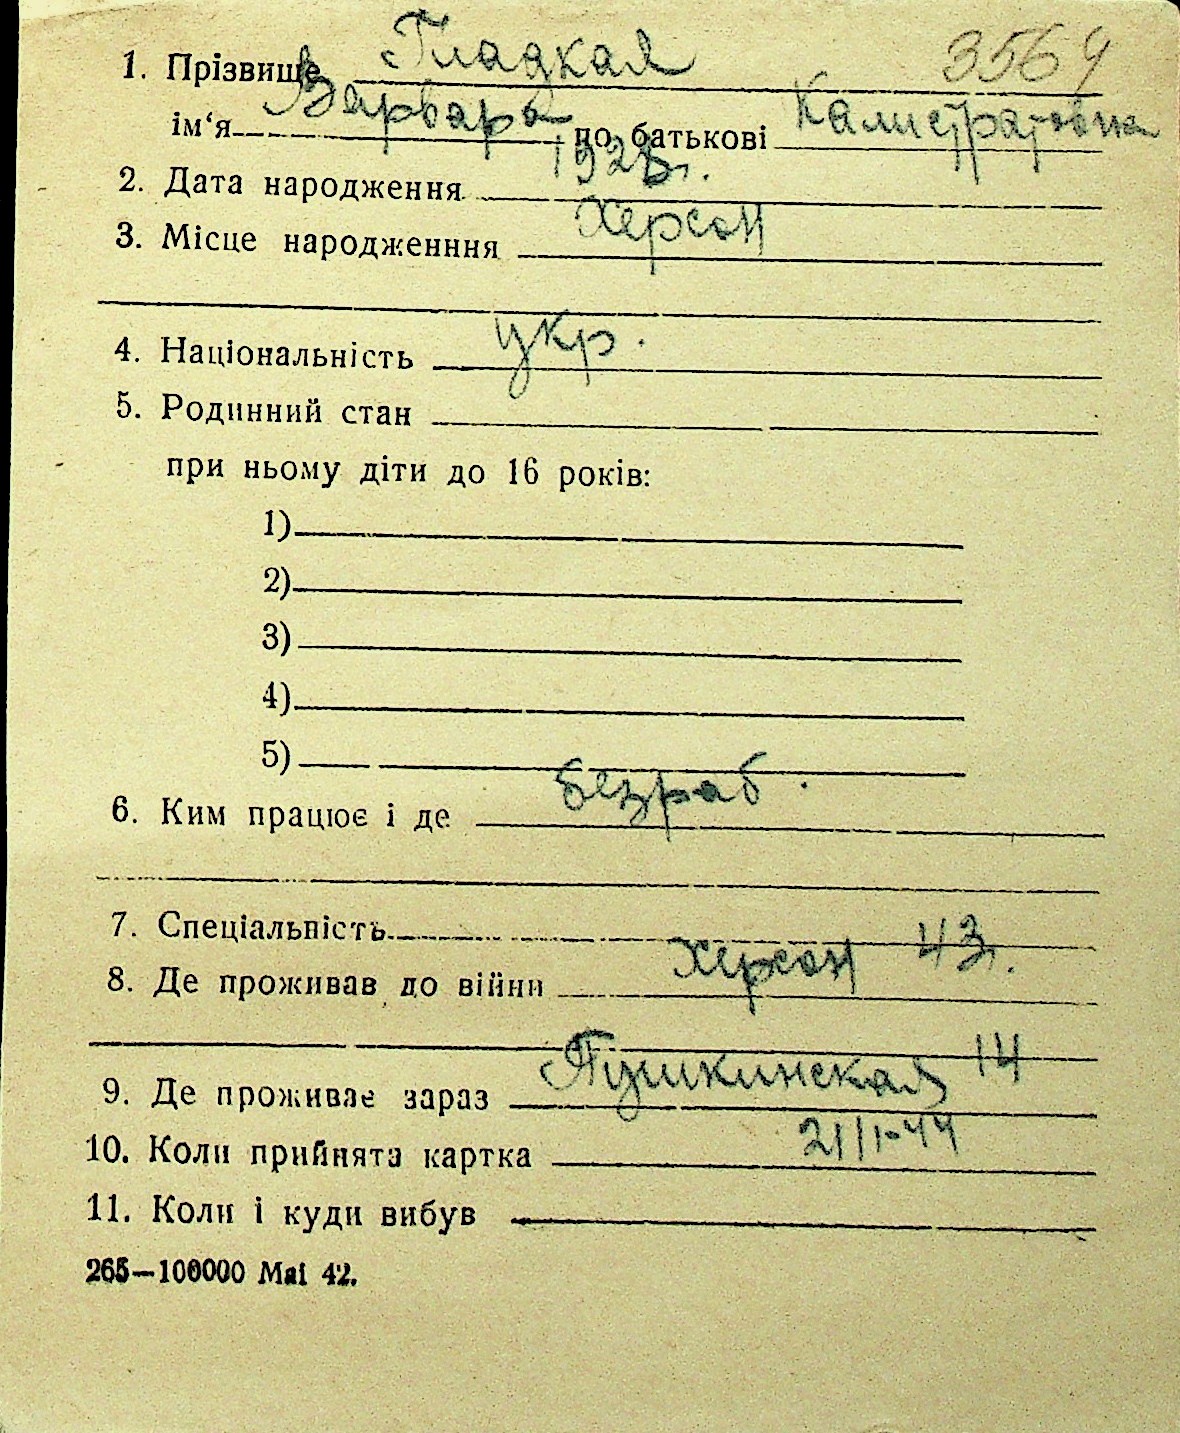 1. Прізвище Гладкая 3564
ім‘я Варвара по батькові Калистратовна
2. Дата народження 1923г.
3. Місце народженння Херсон
4. Національність укр.
5. Родинний стан
при ньому діти до 16 років:
1)
2)
3)
4)
5)
6. Ким працює і де безраб.
7. Спеціальність
8. Де проживав до війни Херсон 43г.
9. Де проживає зараз Пушкинская 14
10. Коли прийнята картка 21/I-44
11. Коли і куди вибув
265—100000 Mai 42.